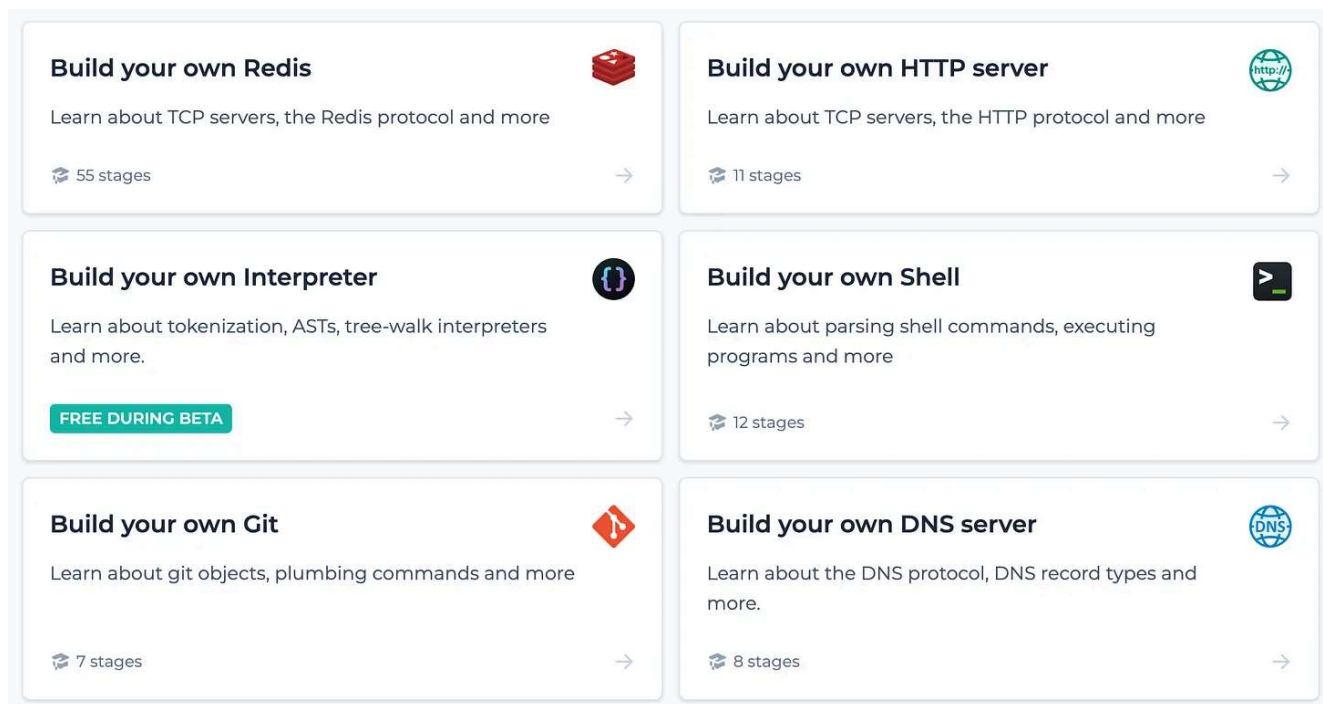 Build your own Redis
Learn about TCP servers, the Redis protocol and more
55 stages
Build your own HTTP server
http://
Learn about TCP servers, the HTTP protocol and more
11 stages
Build your own Interpreter
{}
Learn about tokenization, ASTs, tree-walk interpreters
and more.
FREE DURING BETA
Build your own Shell
>_
Learn about parsing shell commands, executing
programs and more
12 stages
Build your own Git
Learn about git objects, plumbing commands and more
7 stages
Build your own DNS server
DNS
Learn about the DNS protocol, DNS record types and
more.
8 stages